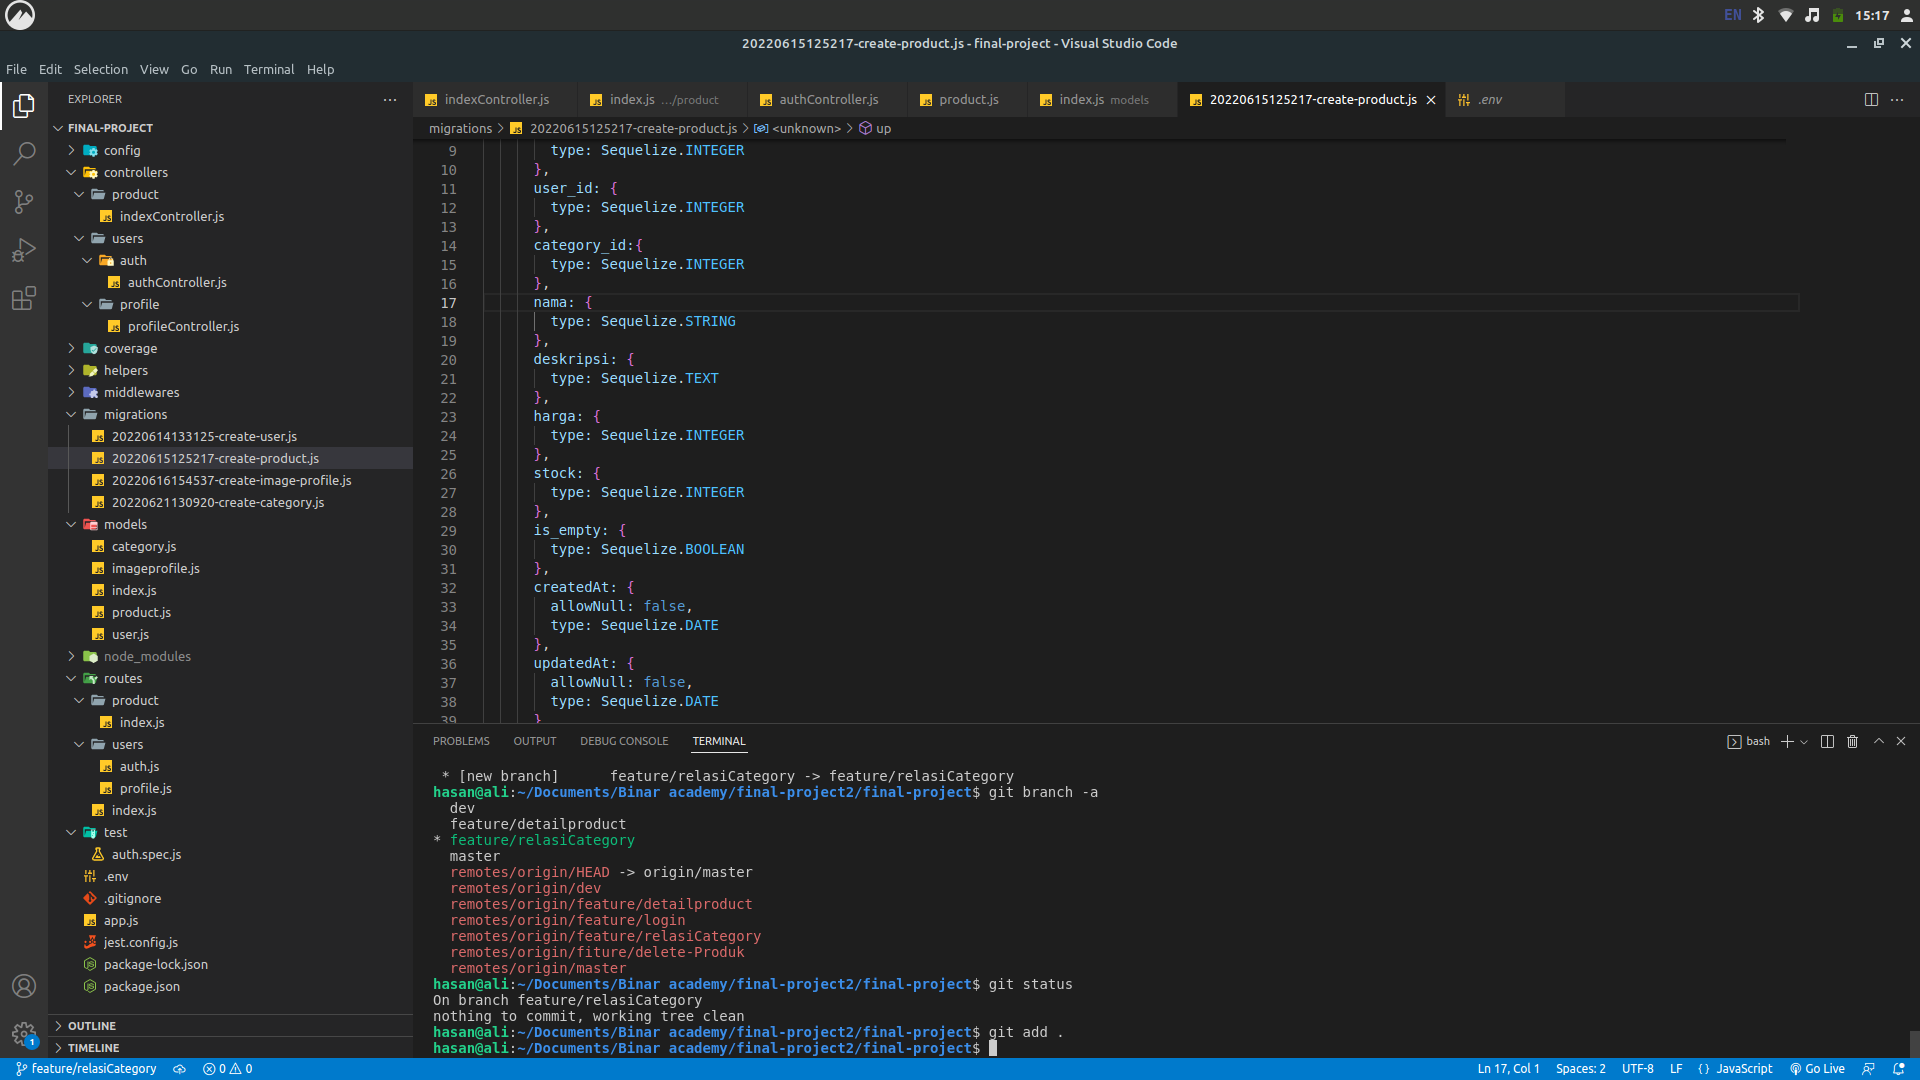 EN 15:17
20220615125217-create-product.js - final-project - Visual Studio Code
File Edit Selection View Go Run Terminal Help
EXPLORER
FINAL-PROJECT
config
controllers
product
indexController.js
users
auth
authController.js
profile
profileController.js
coverage
helpers
middlewares
migrations
20220614133125-create-user.js
20220615125217-create-product.js
20220616154537-create-image-profile.js
20220621130920-create-category.js
models
category.js
imageprofile.js
index.js
product.js
user.js
node_modules
routes
product
index.js
users
auth.js
profile.js
index.js
test
auth.spec.js
.env
.gitignore
app.js
jest.config.js
package-lock.json
package.json
OUTLINE
TIMELINE
indexController.js index.js .../product authController.js product.js index.js models 20220615125217-create-product.js .env
migrations > 20220615125217-create-product.js > <unknown> > up
9 type: Sequelize.INTEGER
10 },
11 user_id: {
12 type: Sequelize.INTEGER
13 },
14 category_id:{
15 type: Sequelize.INTEGER
16 },
17 nama: {
18 type: Sequelize.STRING
19 },
20 deskripsi: {
21 type: Sequelize.TEXT
22 },
23 harga: {
24 type: Sequelize.INTEGER
25 },
26 stock: {
27 type: Sequelize.INTEGER
28 },
29 is_empty: {
30 type: Sequelize.BOOLEAN
31 },
32 createdAt: {
33 allowNull: false,
34 type: Sequelize.DATE
35 },
36 updatedAt: {
37 allowNull: false,
38 type: Sequelize.DATE
39 }
PROBLEMS OUTPUT DEBUG CONSOLE TERMINAL bash
* [new branch] feature/relasiCategory -> feature/relasiCategory
hasan@ali:~/Documents/Binar academy/final-project2/final-project$ git branch -a
dev
feature/detailproduct
* feature/relasiCategory
master
remotes/origin/HEAD -> origin/master
remotes/origin/dev
remotes/origin/feature/detailproduct
remotes/origin/feature/login
remotes/origin/feature/relasiCategory
remotes/origin/fiture/delete-Produk
remotes/origin/master
hasan@ali:~/Documents/Binar academy/final-project2/final-project$ git status
On branch feature/relasiCategory
nothing to commit, working tree clean
hasan@ali:~/Documents/Binar academy/final-project2/final-project$ git add .
hasan@ali:~/Documents/Binar academy/final-project2/final-project$
1
feature/relasiCategory 0 0 Ln 17, Col 1 Spaces: 2 UTF-8 LF {} JavaScript Go Live